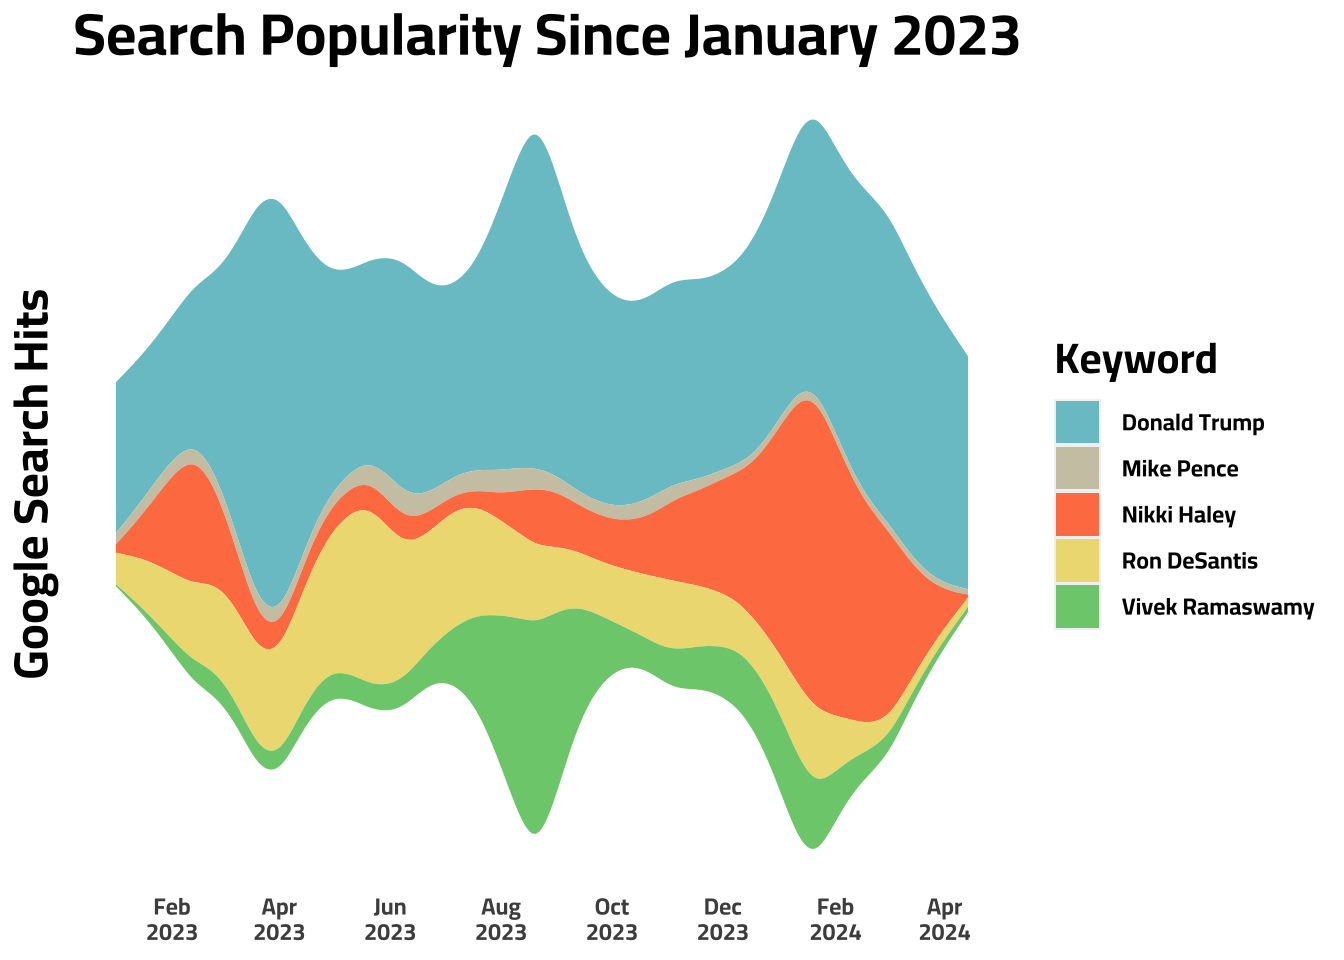 Search Popularity Since January 2023
Google Search Hits
Keyword
Donald Trump
Mike Pence
Nikki Haley
Ron DeSantis
Vivek Ramaswamy
Feb Apr Jun Aug Oct Dec Feb Apr
2023 2023 2023 2023 2023 2023 2024 2024